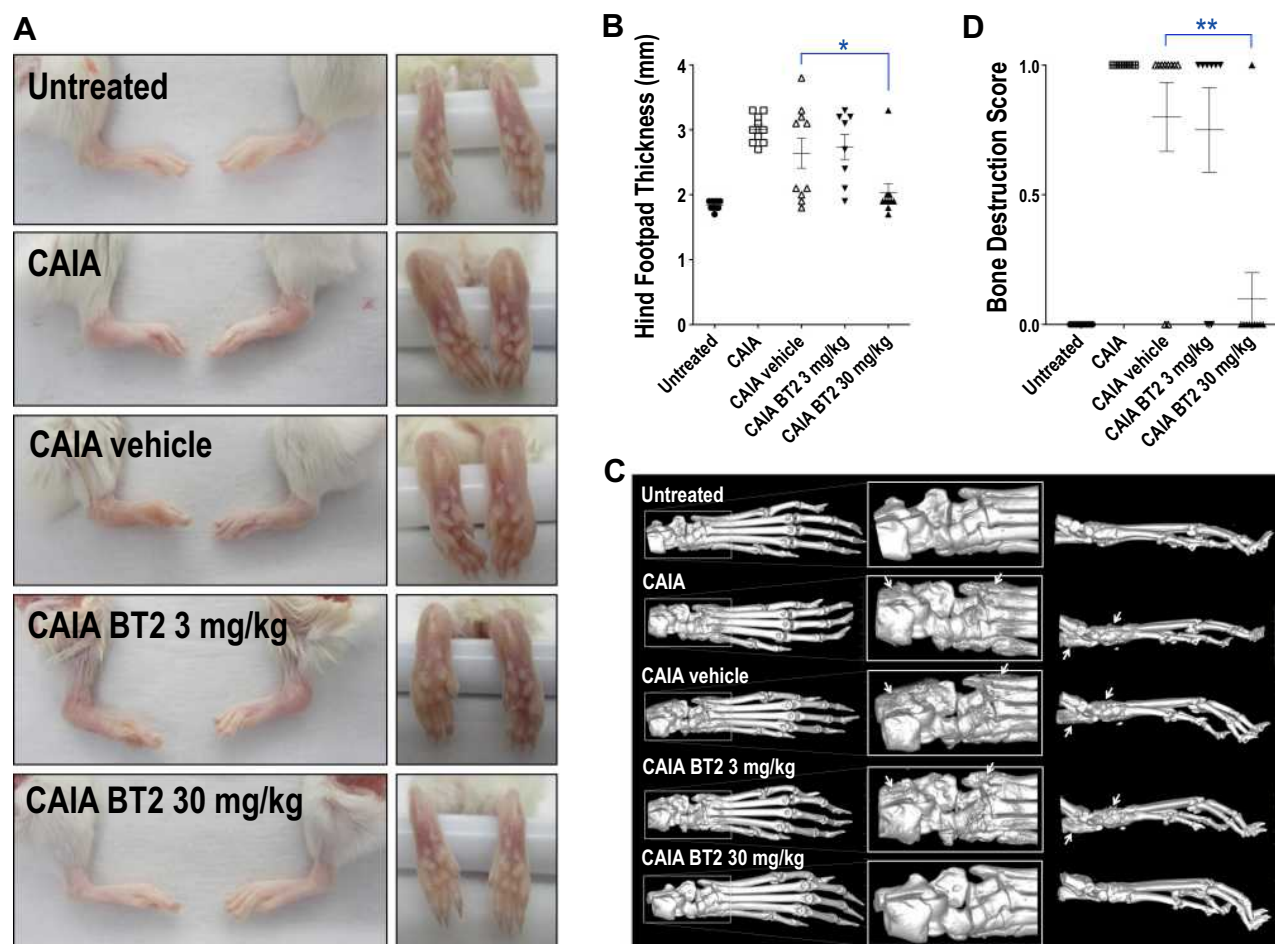 A
Untreated
CAIA
CAIA vehicle
CAIA BT2 3 mg/kg
CAIA BT2 30 mg/kg
B
Hind Footpad Thickness (mm)
*
4
3
2
1
0
Untreated
CAIA
CAIA vehicle
CAIA BT2 3 mg/kg
CAIA BT2 30 mg/kg
D
Bone Destruction Score
**
1.0
0.5
0.0
Untreated
CAIA
CAIA vehicle
CAIA BT2 3 mg/kg
CAIA BT2 30 mg/kg
C
Untreated
CAIA
CAIA vehicle
CAIA BT2 3 mg/kg
CAIA BT2 30 mg/kg